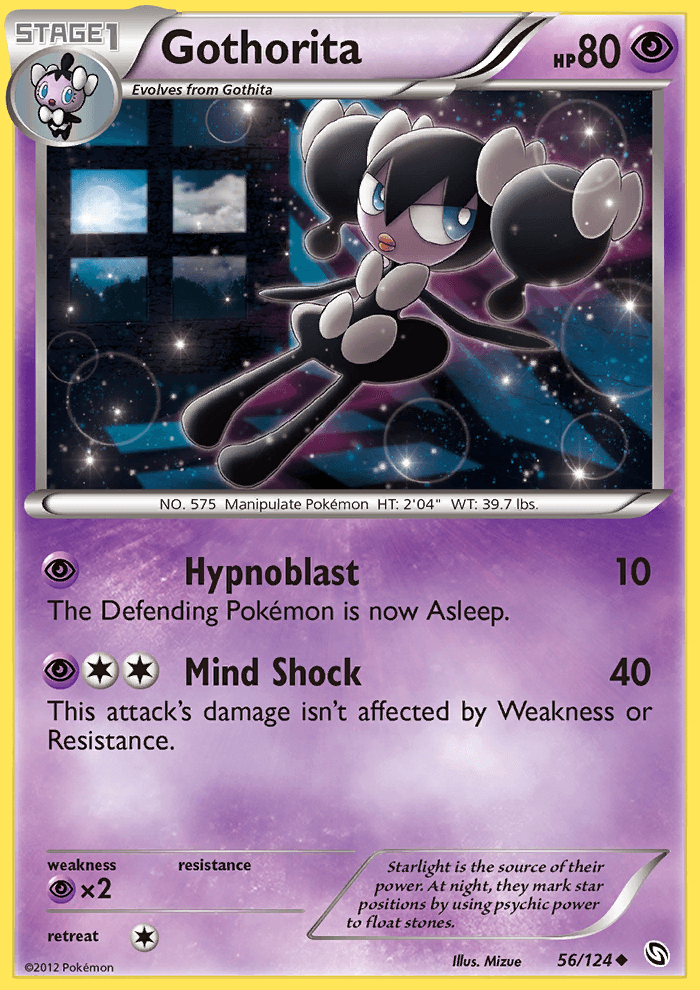 STAGE1
Gothorita
HP80
Evolves from Gothita
NO. 575 Manipulate Pokémon HT: 2'04" WT: 39.7 lbs.
Hypnoblast 10
The Defending Pokémon is now Asleep.
Mind Shock 40
This attack's damage isn't affected by Weakness or
Resistance.
weakness resistance
×2
retreat
Starlight is the source of their
power. At night, they mark star
positions by using psychic power
to float stones.
©2012 Pokémon
Illus. Mizue 56/124